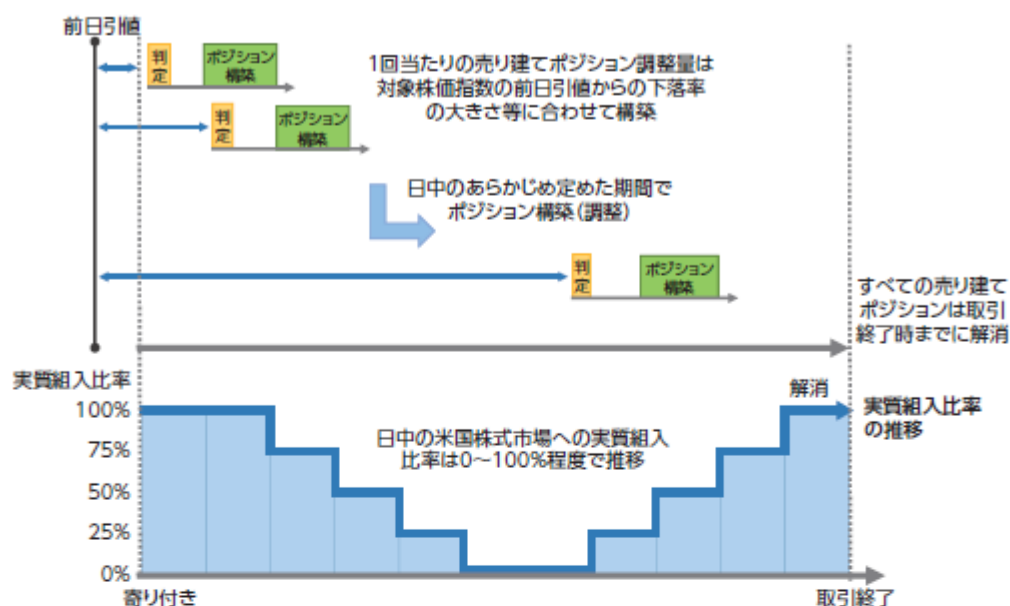 前日引値
判定
ポジション
構築
1回当たりの売り建てポジション調整量は
対象株価指数の前日引値からの下落率
の大きさ等に合わせて構築
判定
ポジション
構築
日中のあらかじめ定めた期間で
ポジション構築(調整)
判定
ポジション
構築
すべての売り建て
ポジションは取引
終了時までに解消
実質組入比率
100%
75%
50%
25%
0%
日中の米国株式市場への実質組入
比率は0～100%程度で推移
解消
実質組入比率
の推移
寄り付き
取引終了